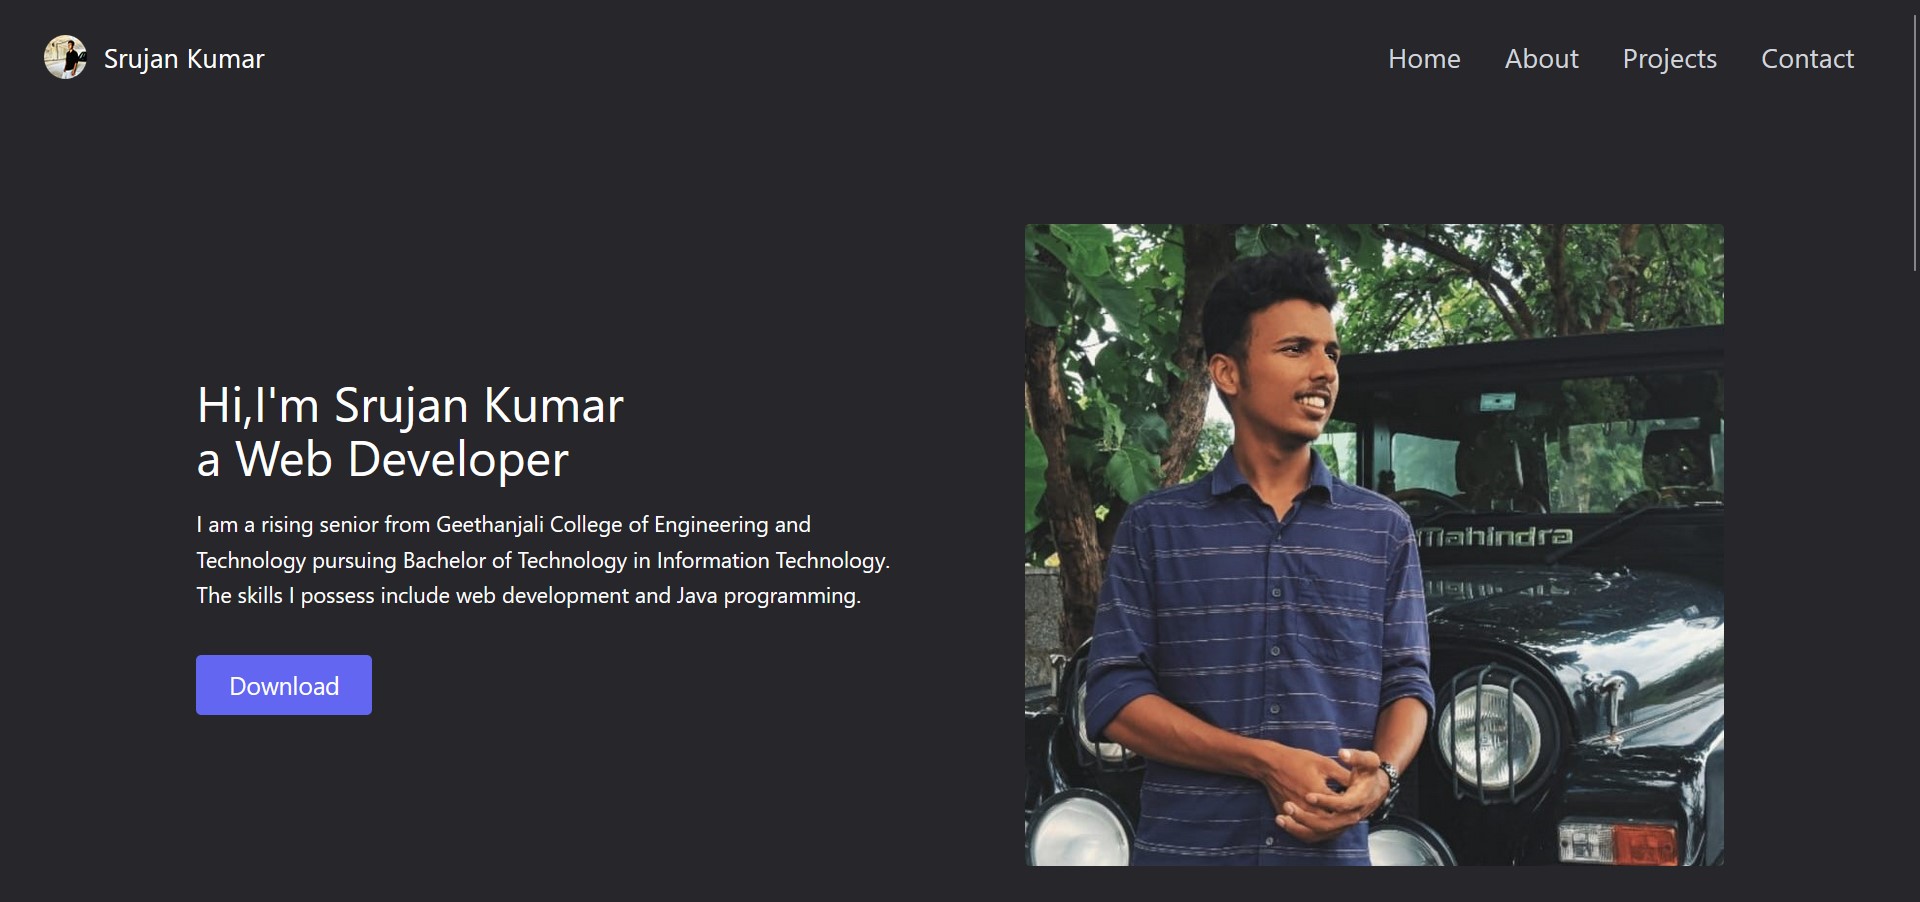 Srujan Kumar
Home
About
Projects
Contact
Hi,I'm Srujan Kumar
a Web Developer
I am a rising senior from Geethanjali College of Engineering and
Technology pursuing Bachelor of Technology in Information Technology.
The skills I possess include web development and Java programming.
Download
Mahindra